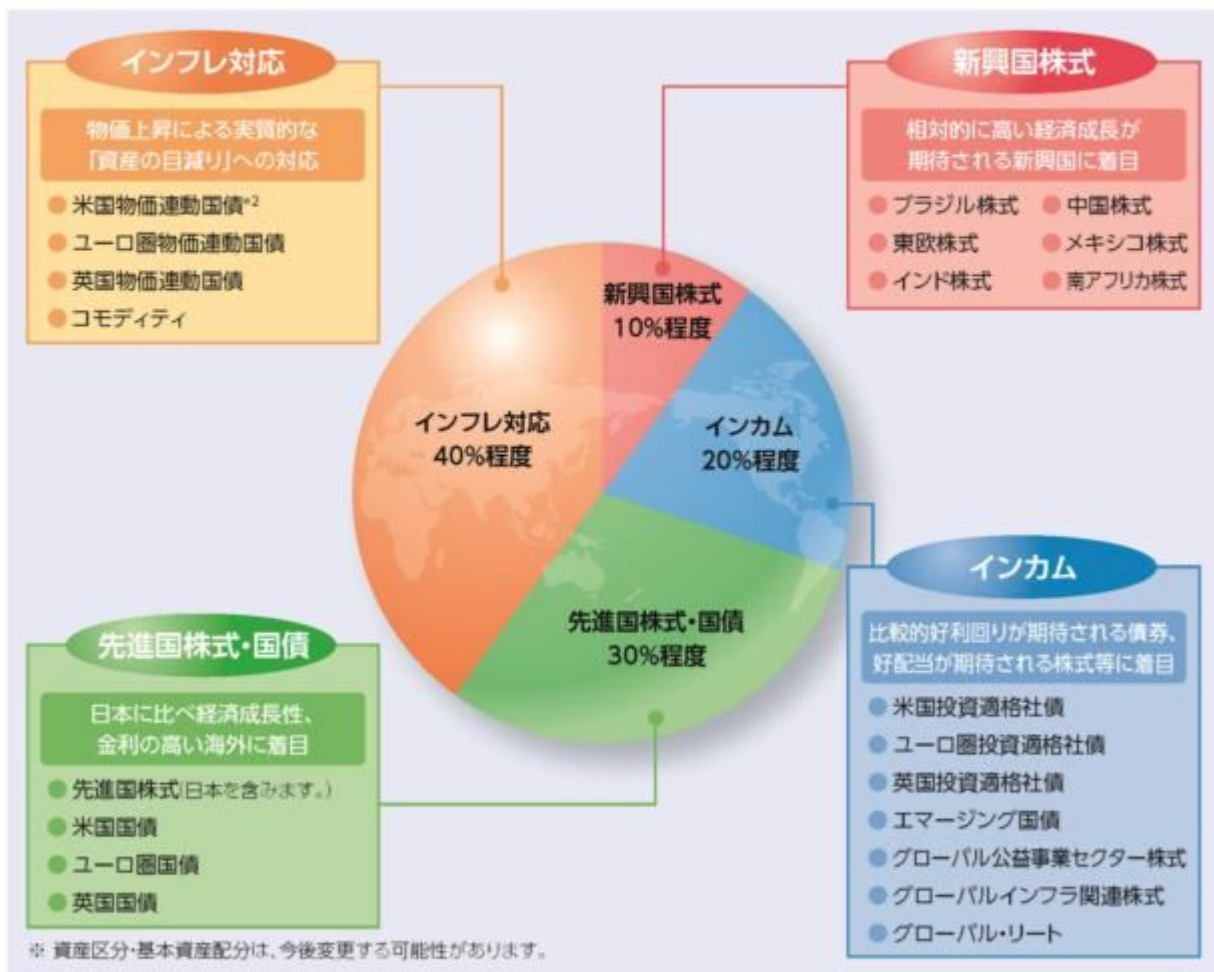 インフレ対応
物価上昇による実質的な
「資産の目減り」への対応
米国物価連動国債*2
ユーロ圏物価連動国債
英国物価連動国債
コモディティ
新興国株式
相対的に高い経済成長が
期待される新興国に着目
ブラジル株式
中国株式
東欧株式
メキシコ株式
インド株式
南アフリカ株式
新興国株式
10%程度
インフレ対応
40%程度
インカム
20%程度
先進国株式・国債
30%程度
先進国株式・国債
日本に比べ経済成長性、
金利の高い海外に着目
先進国株式(日本を含みます。)
米国国債
ユーロ圏国債
英国国債
インカム
比較的好利回りが期待される債券、
好配当が期待される株式等に着目
米国投資適格社債
ユーロ圏投資適格社債
英国投資適格社債
エマージング国債
グローバル公益事業セクター株式
グローバルインフラ関連株式
グローバル・リート
※ 資産区分・基本資産配分は、今後変更する可能性があります。